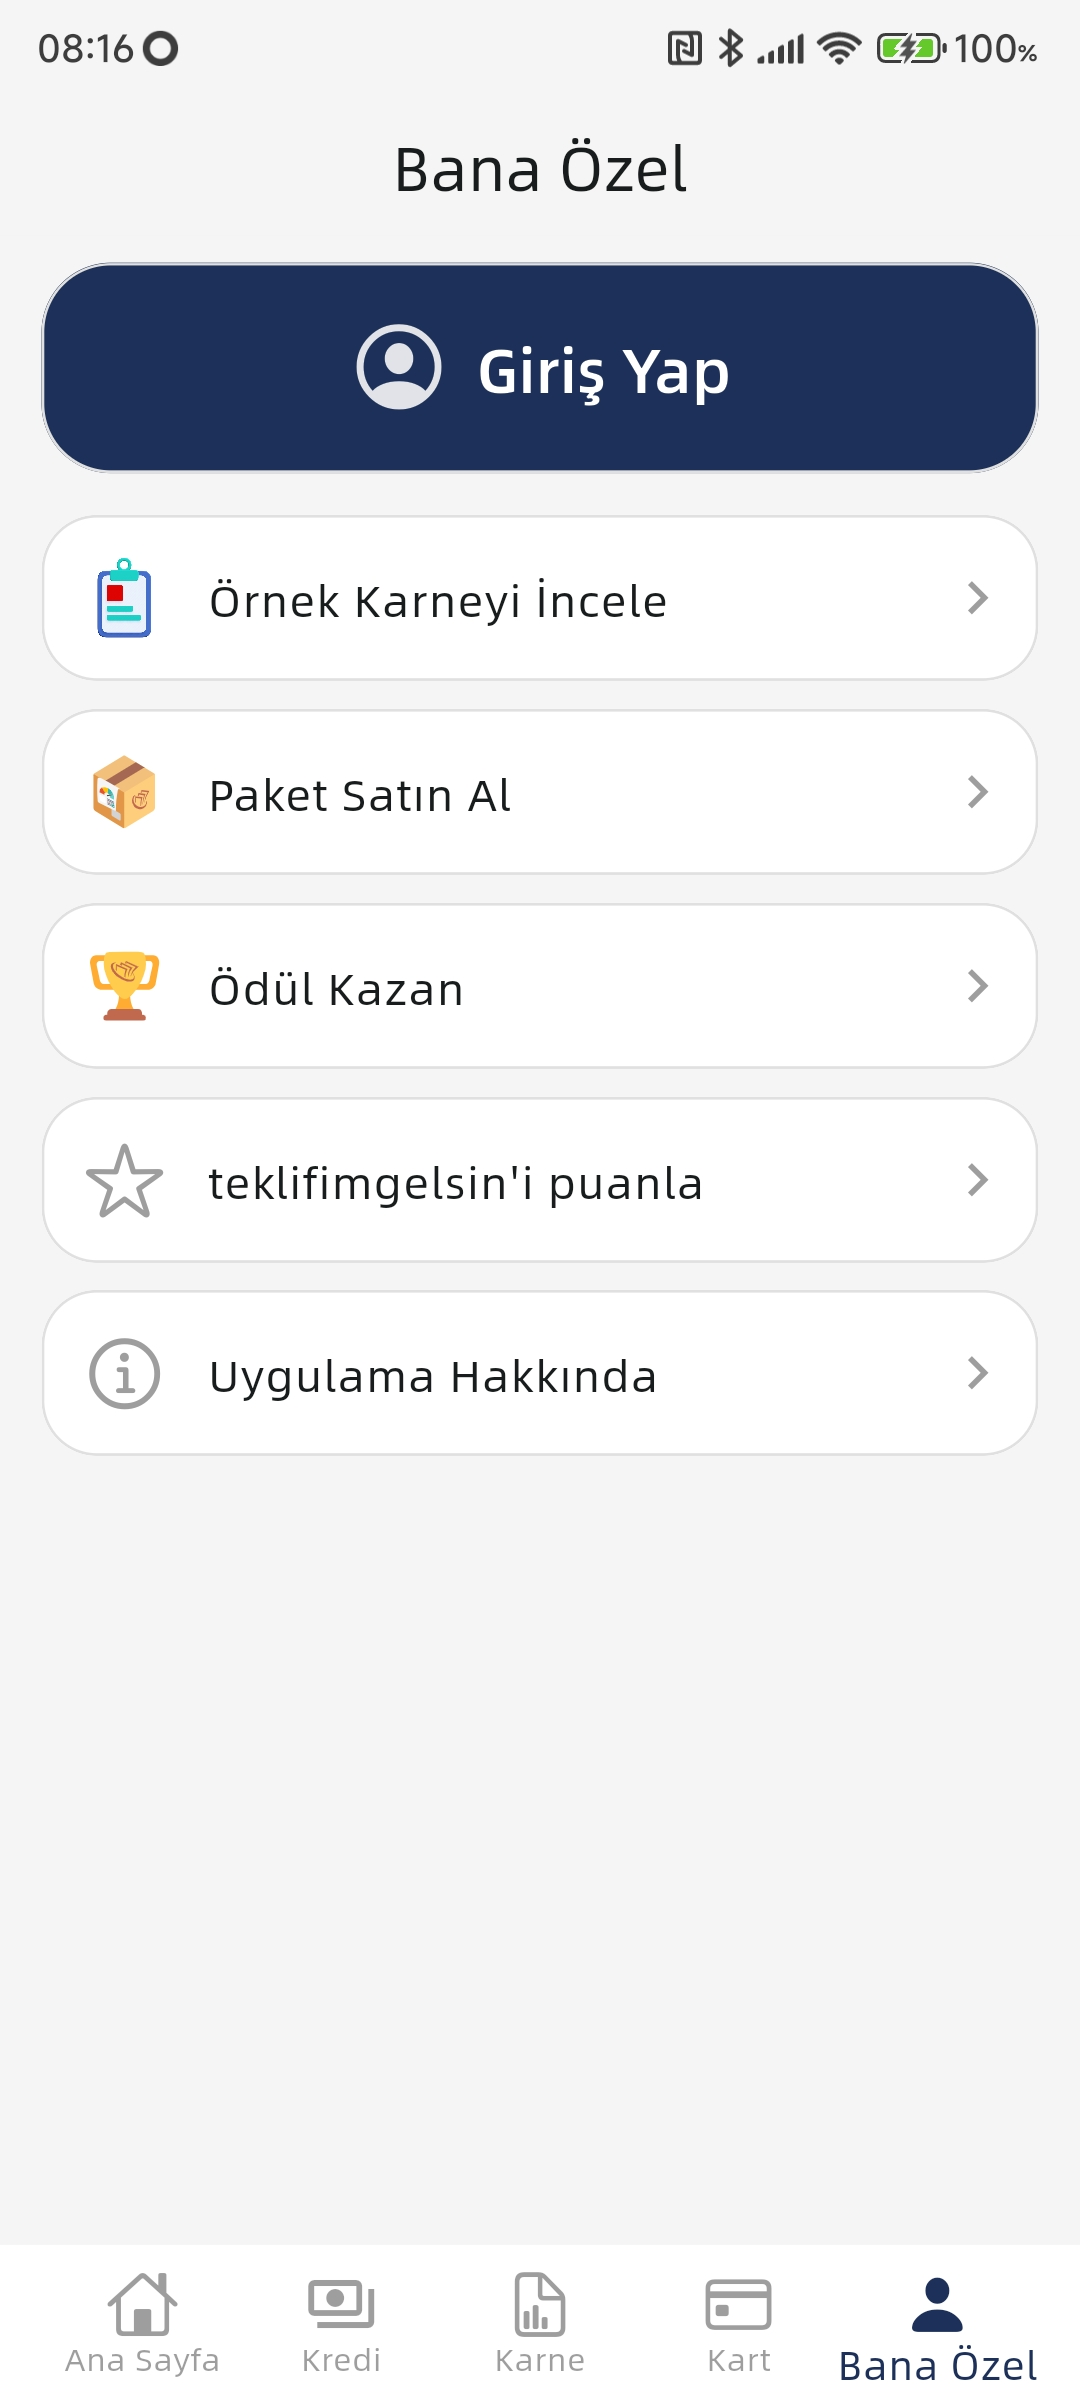 08:16
100%
Bana Özel
Giriş Yap
Örnek Karneyi İncele
Paket Satın Al
Ödül Kazan
teklifimgelsin'i puanla
Uygulama Hakkında
Ana Sayfa
Kredi
Karne
Kart
Bana Özel